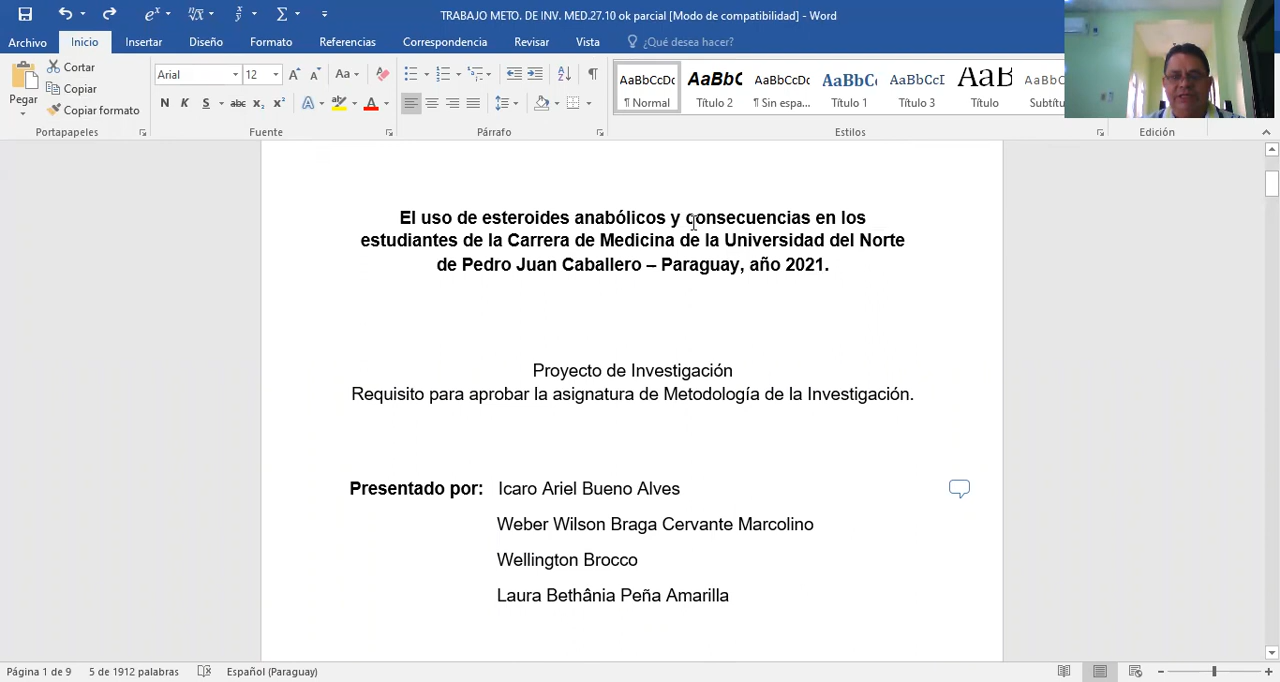 TRABAJO METO. DE INV. MED.27.10 ok parcial [Modo de compatibilidad] - Word
Archivo Inicio Insertar Diseño Formato Referencias Correspondencia Revisar Vista ¿Qué desea hacer?
Pegar
Cortar
Copiar
Copiar formato
Portapapeles
Arial 12
Aa
N K S abc x₂ x²
Fuente
Párrafo
AaBbCcDc AaBbC AaBbCcDc AaBbC AaBbCcI AaB AaBbC
¶ Normal Título 2 ¶ Sin espa... Título 1 Título 3 Título Subtítu
Estilos
Edición
El uso de esteroides anabólicos y consecuencias en los
estudiantes de la Carrera de Medicina de la Universidad del Norte
de Pedro Juan Caballero – Paraguay, año 2021.
Proyecto de Investigación
Requisito para aprobar la asignatura de Metodología de la Investigación.
Presentado por: Icaro Ariel Bueno Alves
Weber Wilson Braga Cervante Marcolino
Wellington Brocco
Laura Bethânia Peña Amarilla
Página 1 de 9 5 de 1912 palabras Español (Paraguay)